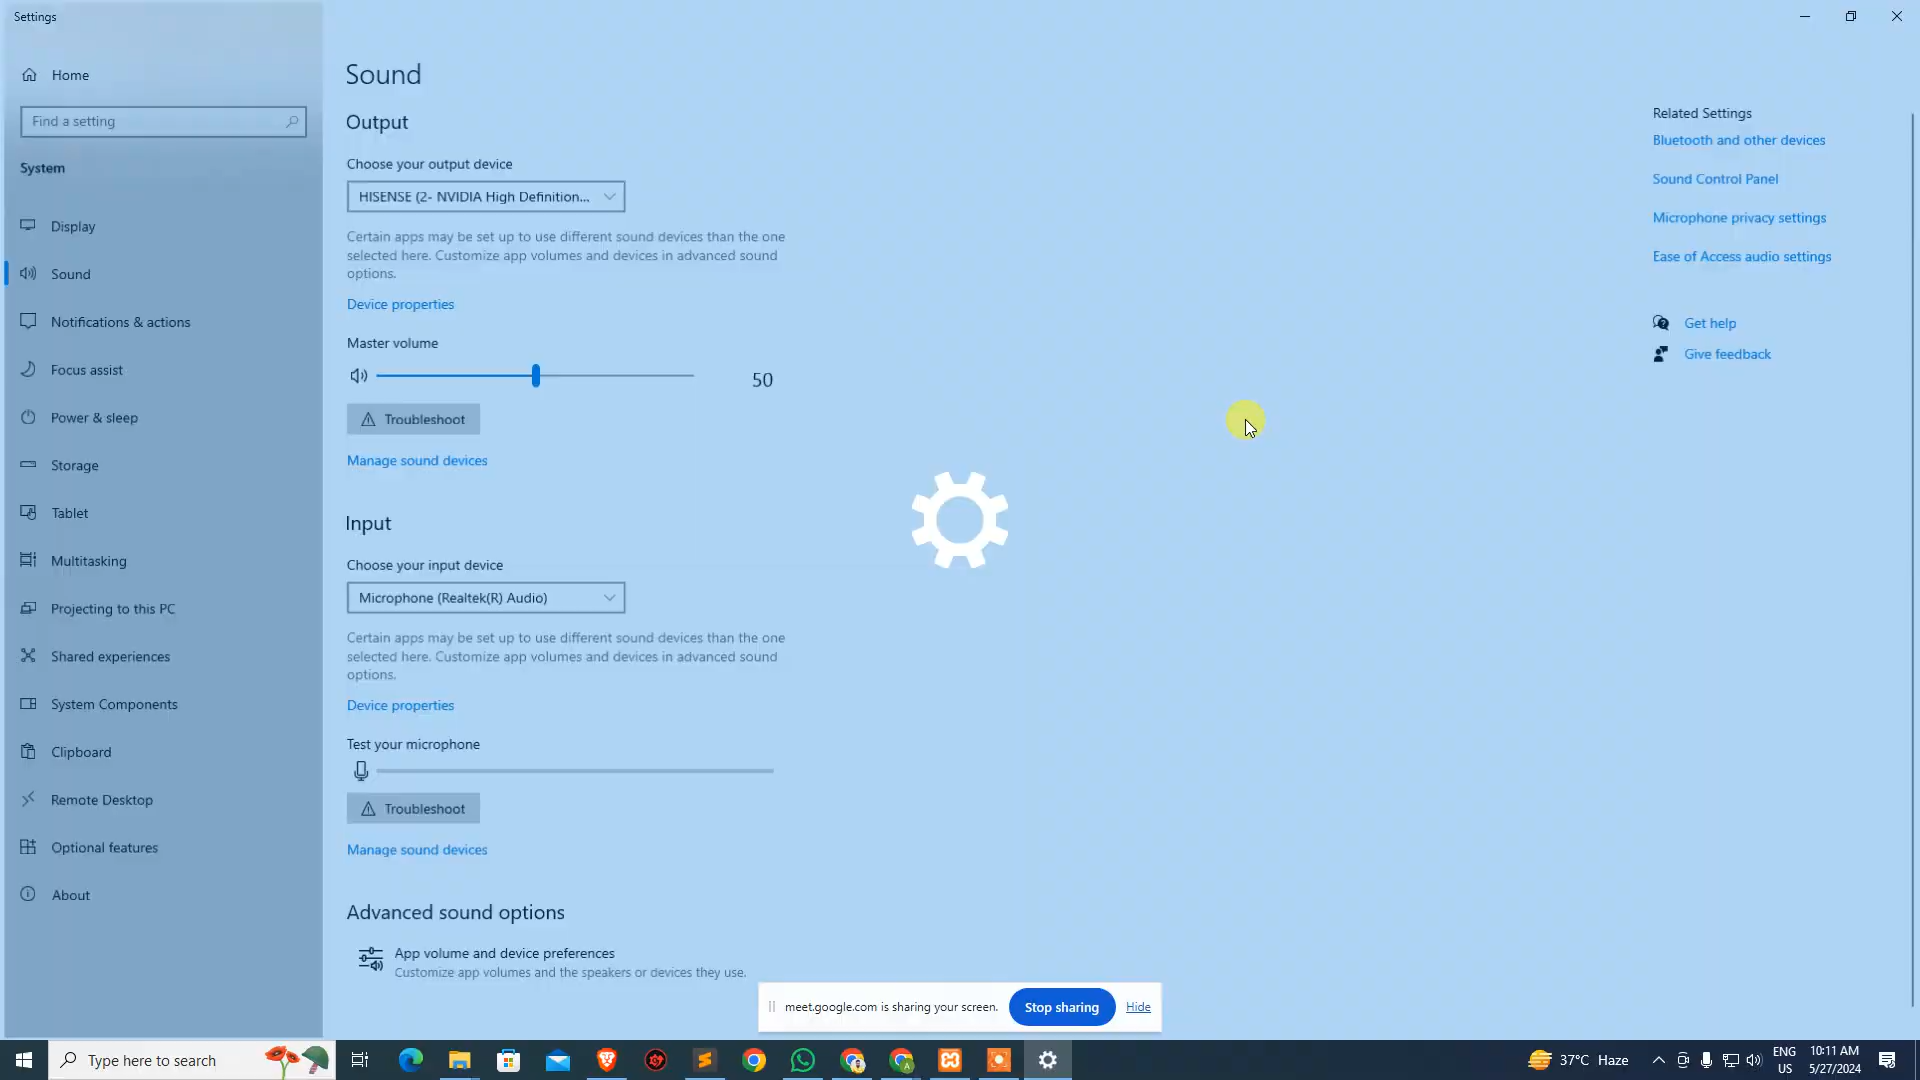 Settings
Home
Find a setting
System
Display
Sound
Notifications & actions
Focus assist
Power & sleep
Storage
Tablet
Multitasking
Projecting to this PC
Shared experiences
System Components
Clipboard
Remote Desktop
Optional features
About
Sound
Output
Choose your output device
HISENSE (2- NVIDIA High Definition...
Certain apps may be set up to use different sound devices than the one
selected here. Customize app volumes and devices in advanced sound
options.
Device properties
Master volume
50
Troubleshoot
Manage sound devices
Input
Choose your input device
Microphone (Realtek(R) Audio)
Certain apps may be set up to use different sound devices than the one
selected here. Customize app volumes and devices in advanced sound
options.
Device properties
Test your microphone
Troubleshoot
Manage sound devices
Advanced sound options
App volume and device preferences
Customize app volumes and the speakers or devices they use.
Related Settings
Bluetooth and other devices
Sound Control Panel
Microphone privacy settings
Ease of Access audio settings
Get help
Give feedback
meet.google.com is sharing your screen.
Stop sharing
Hide
Type here to search
37°C Haze
ENG
US
10:11 AM
5/27/2024